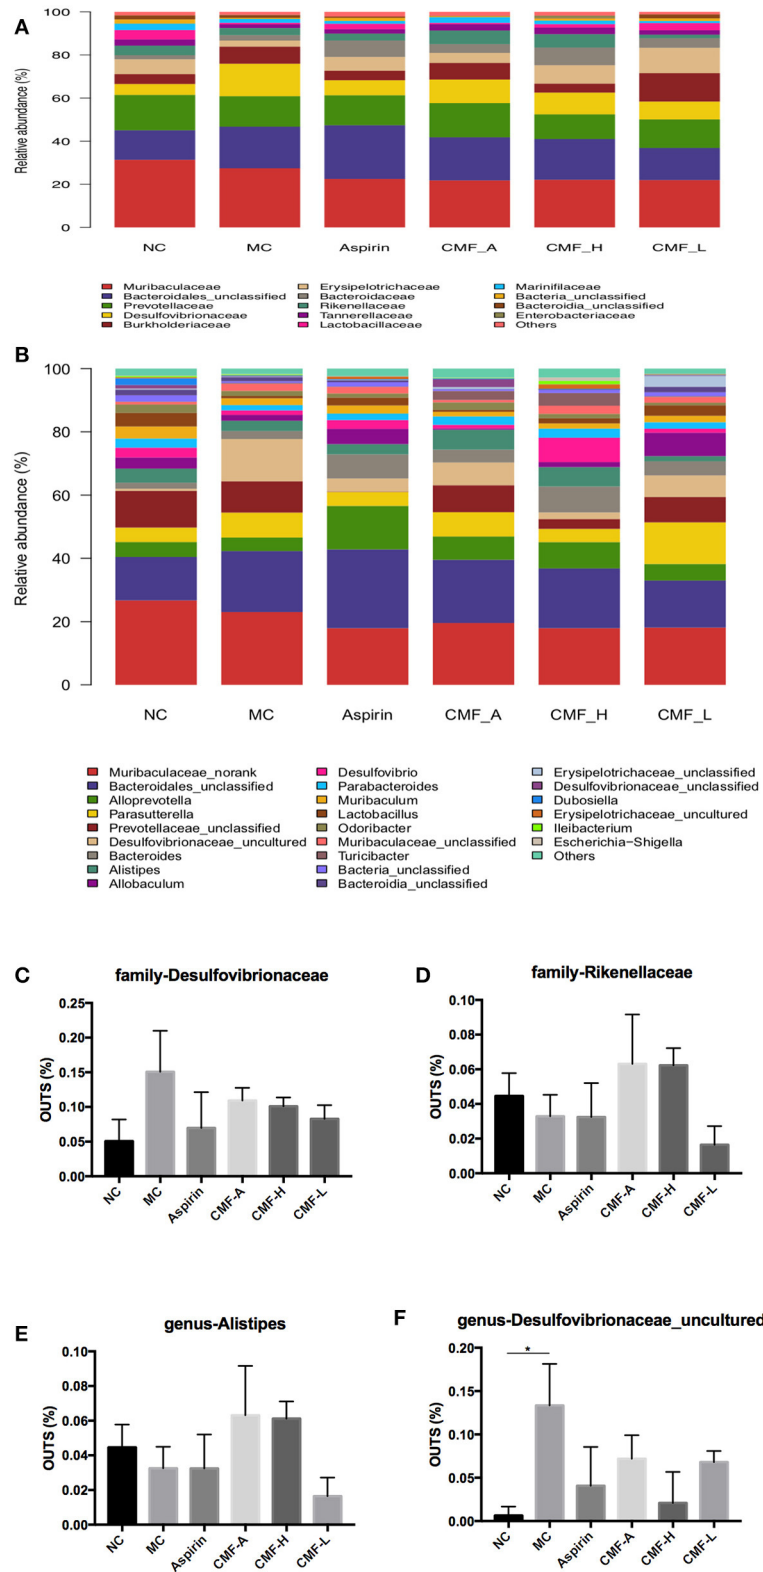 A
Relative abundance (%)
100
80
60
40
20
0
NC MC Aspirin CMF_A CMF_H CMF_L
Muribaculaceae Erysipelotrichaceae Marinifilaceae
Bacteroidales_unclassified Bacteroidaceae Bacteria_unclassified
Prevotellaceae Rikenellaceae Bacteroidia_unclassified
Desulfovibrionaceae Tannerellaceae Enterobacteriaceae
Burkholderiaceae Lactobacillaceae Others
B
Relative abundance (%)
100
80
60
40
20
0
NC MC Aspirin CMF_A CMF_H CMF_L
Muribaculaceae_norank Desulfovibrio Erysipelotrichaceae_unclassified
Bacteroidales_unclassified Parabacteroides Desulfovibrionaceae_unclassified
Alloprevotella Muribaculum Dubosiella
Parasutterella Lactobacillus Erysipelotrichaceae_uncultured
Prevotellaceae_unclassified Odoribacter Ileibacterium
Desulfovibrionaceae_uncultured Muribaculaceae_unclassified Escherichia−Shigella
Bacteroides Turicibacter Others
Alistipes Bacteria_unclassified
Allobaculum Bacteroidia_unclassified
C
family-Desulfovibrionaceae
OUTS (%)
0.25
0.20
0.15
0.10
0.05
0.00
NC MC Aspirin CMF-A CMF-H CMF-L
D
family-Rikenellaceae
OUTS (%)
0.10
0.08
0.06
0.04
0.02
0.00
NC MC Aspirin CMF-A CMF-H CMF-L
E
genus-Alistipes
OUTS (%)
0.10
0.08
0.06
0.04
0.02
0.00
NC MC Aspirin CMF-A CMF-H CMF-L
F
genus-Desulfovibrionaceae_uncultured
OUTS (%)
0.20
0.15
0.10
0.05
0.00
*
NC MC Aspirin CMF-A CMF-H CMF-L